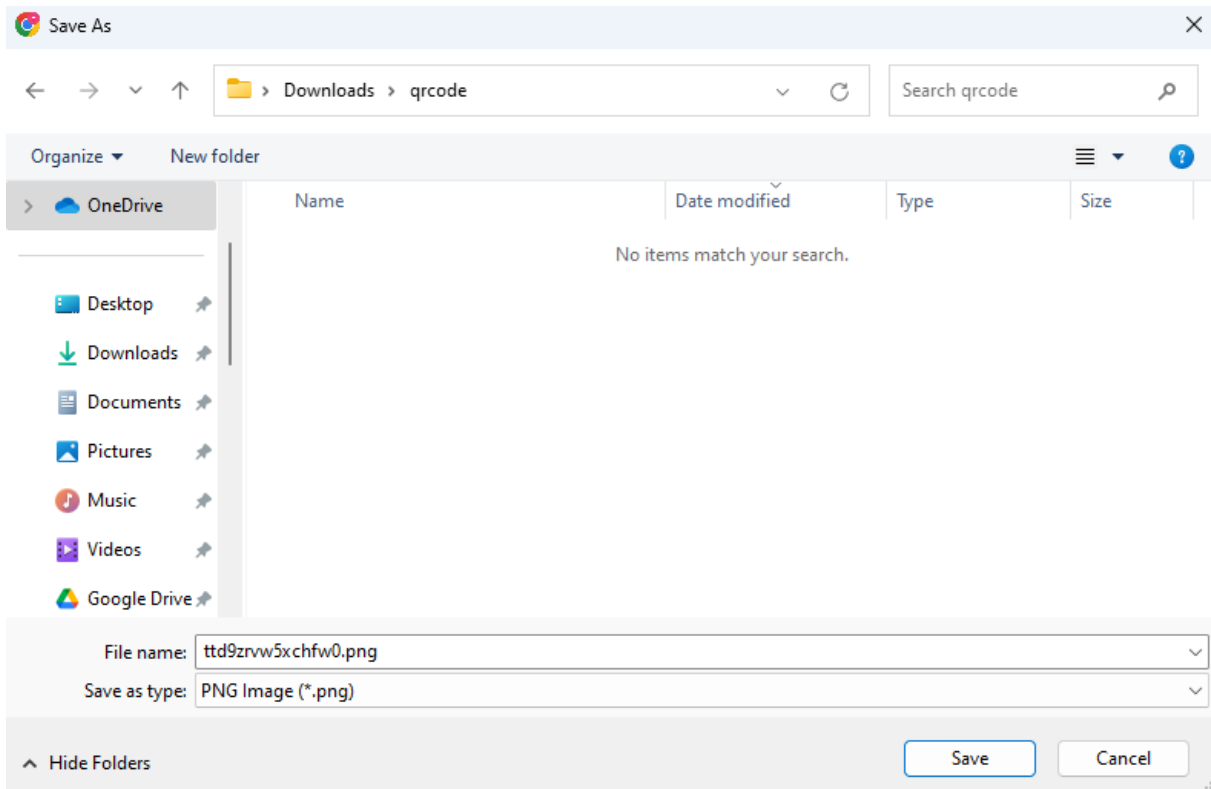 Save As
Downloads > qrcode
Search qrcode
Organize
New folder
OneDrive
Name
Date modified
Type
Size
No items match your search.
Desktop
Downloads
Documents
Pictures
Music
Videos
Google Drive
File name: ttd9zrvw5xchfw0.png
Save as type: PNG Image (*.png)
Hide Folders
Save
Cancel